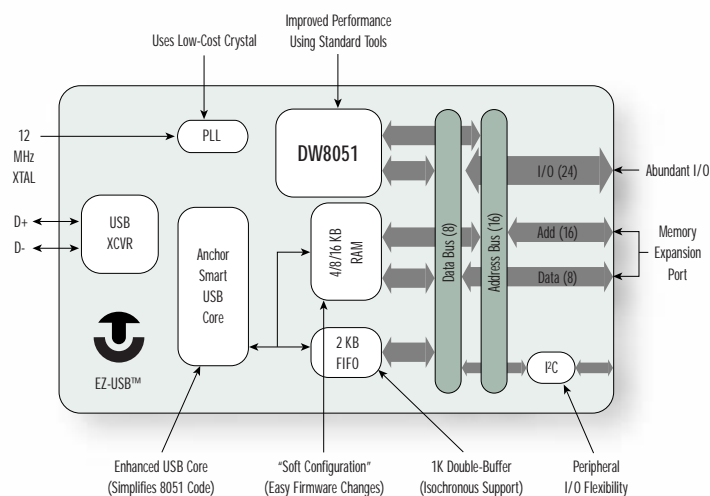 Improved Performance
Using Standard Tools
Uses Low-Cost Crystal
12
MHz
XTAL
PLL
DW8051
I/O (24)
Abundant I/O
D+
D-
USB
XCVR
Anchor
Smart
USB
Core
4/8/16 KB
RAM
Data Bus (8)
Address Bus (16)
Add (16)
Data (8)
Memory
Expansion
Port
2 KB
FIFO
I²C
EZ-USB™
Enhanced USB Core
(Simplifies 8051 Code)
“Soft Configuration”
(Easy Firmware Changes)
1K Double-Buffer
(Isochronous Support)
Peripheral
I/O Flexibility